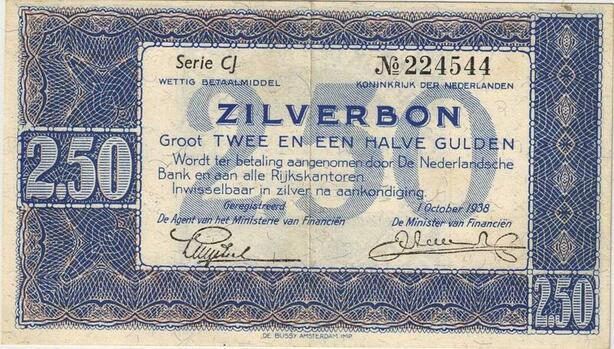 Serie CJ № 224544
WETTIG BETAALMIDDEL KONINKRIJK DER NEDERLANDEN
2.50
ZILVERBON
Groot TWEE EN EEN HALVE GULDEN
Wordt ter betaling aangenomen door De Nederlandsche
Bank en aan alle Rijkskantoren.
Inwisselbaar in zilver na aankondiging.
Geregistreerd 1 October 1938
De Agent van het Ministerie van Financiën De Minister van Financiën
2.50
2.50
DE BUSSY AMSTERDAM IMP.